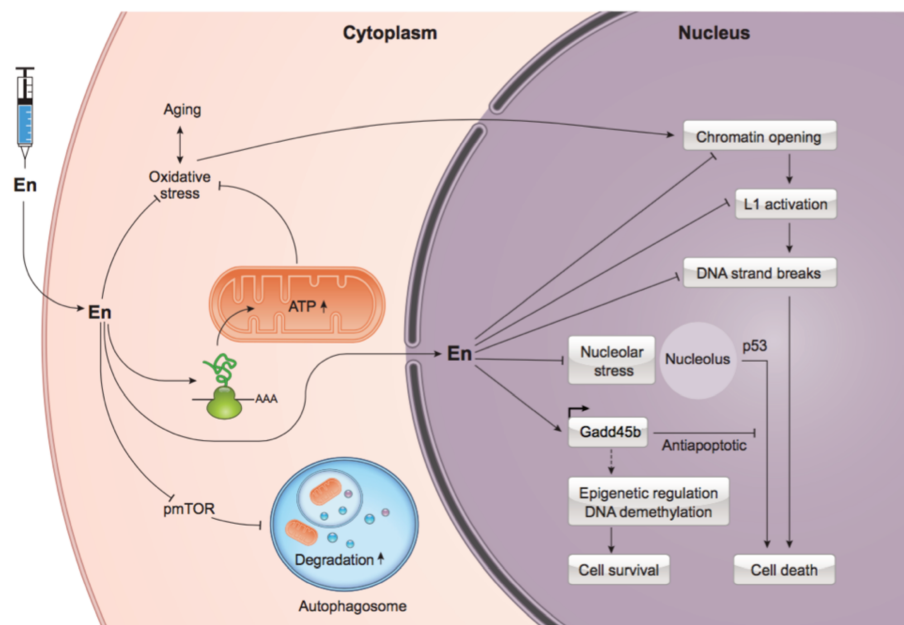 Cytoplasm
Nucleus
Aging
Oxidative
stress
En
En
ATP
AAA
pmTOR
Degradation
Autophagosome
En
Chromatin opening
L1 activation
DNA strand breaks
Nucleolar
stress
Nucleolus
p53
Gadd45b
Antiapoptotic
Epigenetic regulation
DNA demethylation
Cell survival
Cell death